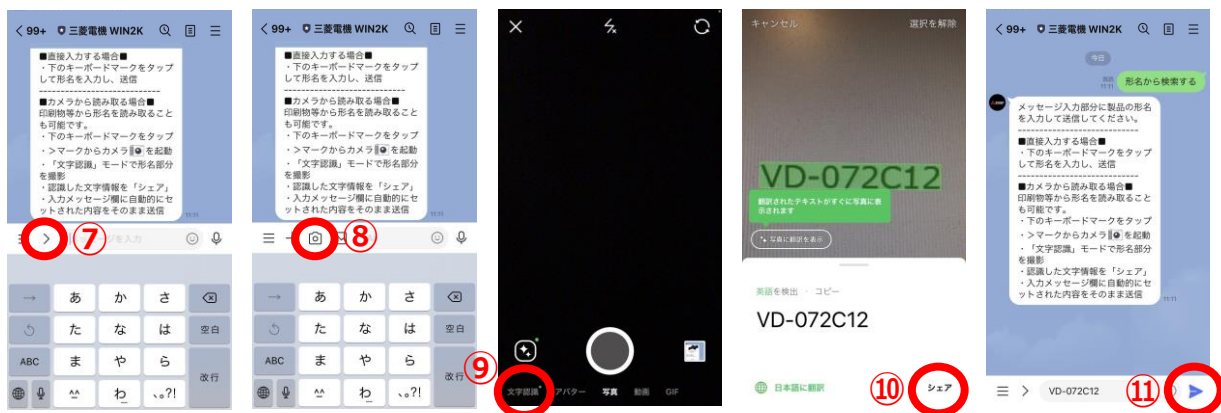 99+ 三菱電機 WIN2K
■直接入力する場合■
・下のキーボードマークをタップ
して形名を入力し、送信
----------------------------
■カメラから読み取る場合■
印刷物等から形名を読み取ること
も可能です。
・下のキーボードマークをタップ
・>マークからカメラを起動
・「文字認識」モードで形名部分
を撮影
・認識した文字情報を「シェア」
・入力メッセージ欄に自動的にセ
ットされた内容をそのまま送信
11:11
⑦
ージを入力
→ あ か さ
た な は 空白
ABC ま や ら
改行
^^ わ 、。?!
99+ 三菱電機 WIN2K
■直接入力する場合■
・下のキーボードマークをタップ
して形名を入力し、送信
----------------------------
■カメラから読み取る場合■
印刷物等から形名を読み取ること
も可能です。
・下のキーボードマークをタップ
・>マークからカメラを起動
・「文字認識」モードで形名部分
を撮影
・認識した文字情報を「シェア」
・入力メッセージ欄に自動的にセ
ットされた内容をそのまま送信
11:11
⑧
→ あ か さ
た な は 空白
ABC ま や ら
改行
^^ わ 、。?!
⑨
文字認識 アバター 写真 動画 GIF
キャンセル 選択を解除
VD-072C12
翻訳されたテキストがすぐに写真に表
示されます
写真に翻訳を表示
英語を検出 · コピー
VD-072C12
日本語に翻訳 ⑩ シェア
99+ 三菱電機 WIN2K
今日
既読
11:11
形名から検索する
メッセージ入力部分に製品の形名
を入力して送信してください。
----------------------------
■直接入力する場合■
・下のキーボードマークをタップ
して形名を入力し、送信
----------------------------
■カメラから読み取る場合■
印刷物等から形名を読み取ること
も可能です。
・下のキーボードマークをタップ
・>マークからカメラを起動
・「文字認識」モードで形名部分
を撮影
・認識した文字情報を「シェア」
・入力メッセージ欄に自動的にセ
ットされた内容をそのまま送信
11:11
VD-072C12 ⑪